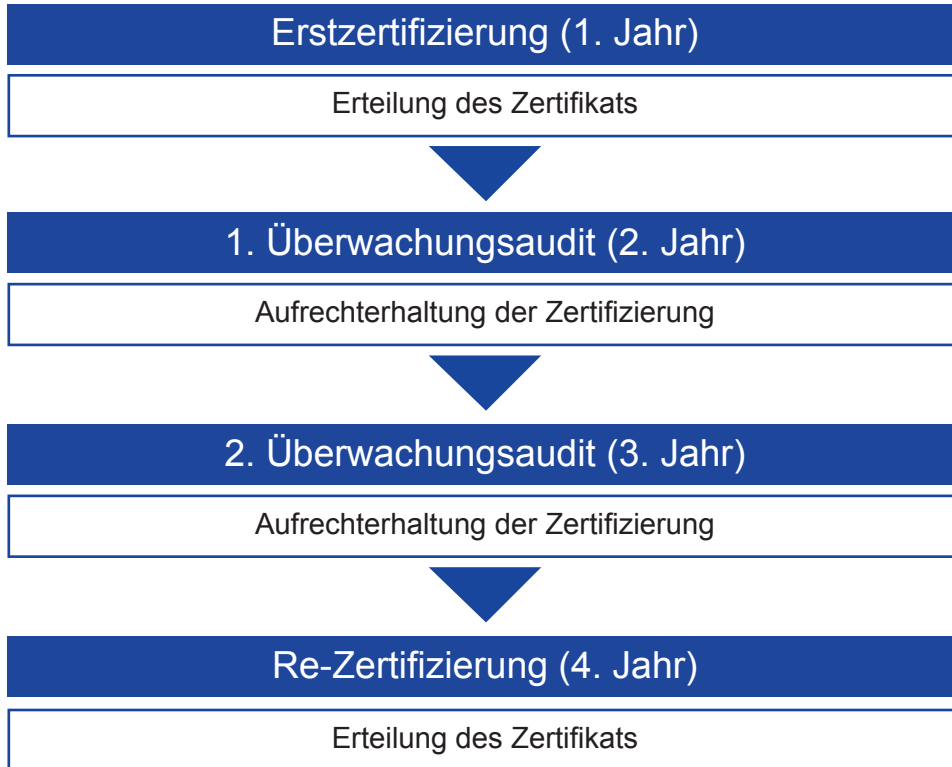 Erstzertifizierung (1. Jahr)
Erteilung des Zertifikats
1. Überwachungsaudit (2. Jahr)
Aufrechterhaltung der Zertifizierung
2. Überwachungsaudit (3. Jahr)
Aufrechterhaltung der Zertifizierung
Re-Zertifizierung (4. Jahr)
Erteilung des Zertifikats